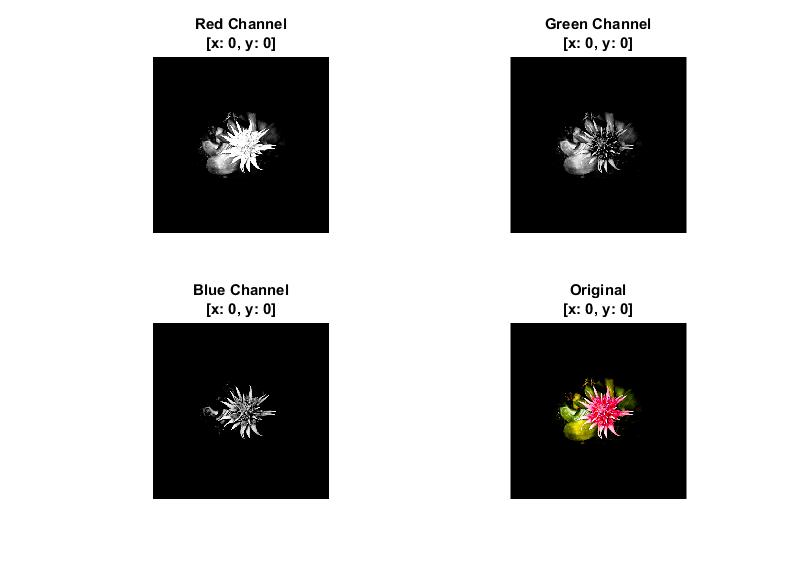 Red Channel
[x: 0, y: 0]
Green Channel
[x: 0, y: 0]
Blue Channel
[x: 0, y: 0]
Original
[x: 0, y: 0]